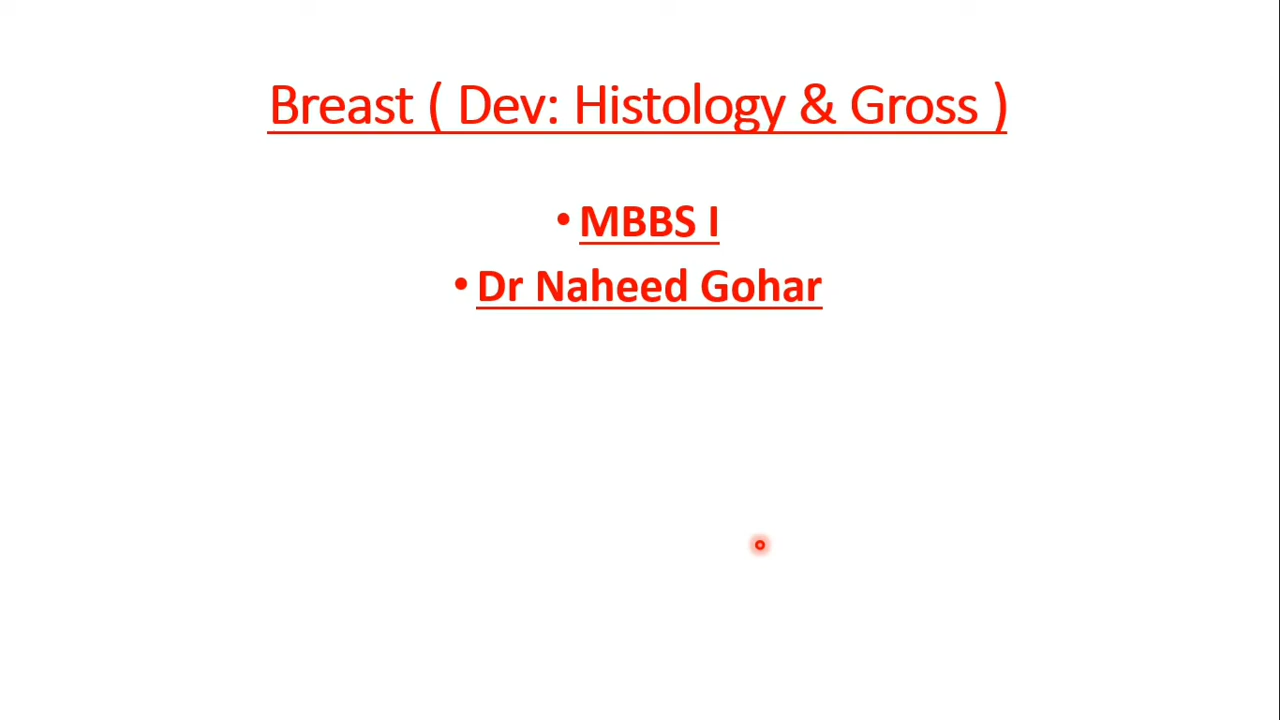 Breast ( Dev: Histology & Gross )
• MBBS I
• Dr Naheed Gohar